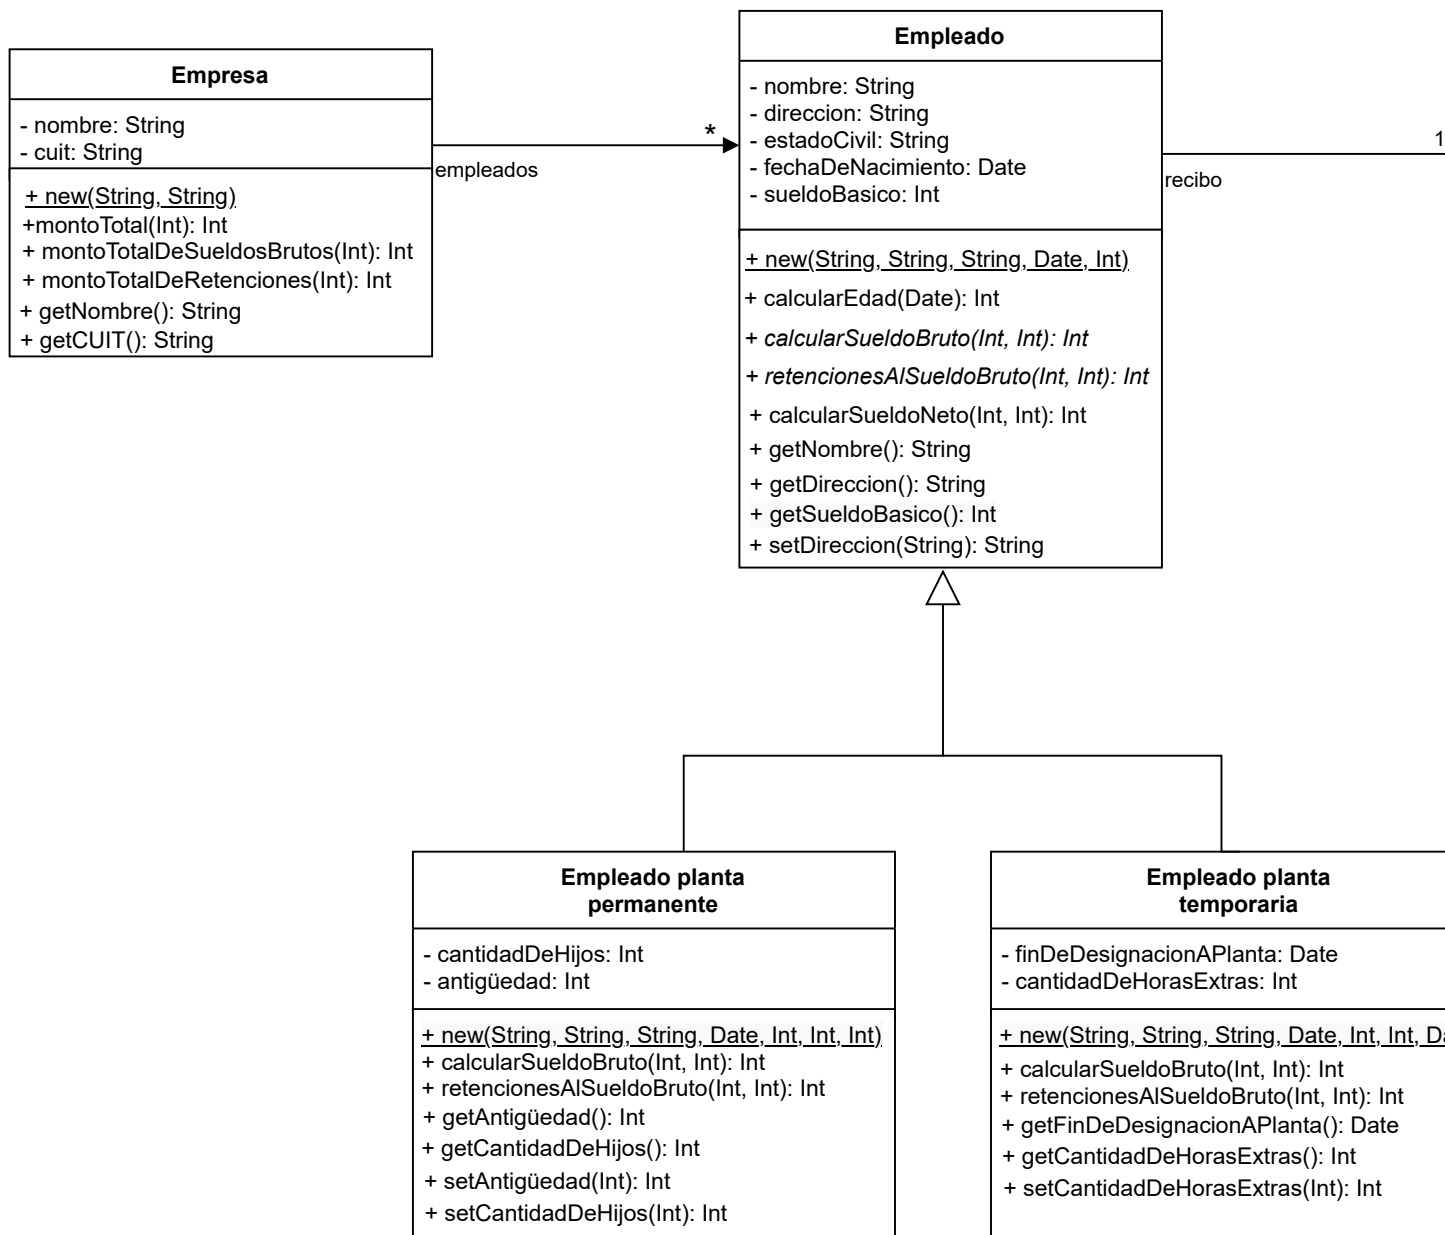 Empresa
- nombre: String
- cuit: String
+ new(String, String)
+montoTotal(Int): Int
+ montoTotalDeSueldosBrutos(Int): Int
+ montoTotalDeRetenciones(Int): Int
+ getNombre(): String
+ getCUIT(): String
*
empleados
Empleado
- nombre: String
- direccion: String
- estadoCivil: String
- fechaDeNacimiento: Date
- sueldoBasico: Int
+ new(String, String, String, Date, Int)
+ calcularEdad(Date): Int
+ calcularSueldoBruto(Int, Int): Int
+ retencionesAlSueldoBruto(Int, Int): Int
+ calcularSueldoNeto(Int, Int): Int
+ getNombre(): String
+ getDireccion(): String
+ getSueldoBasico(): Int
+ setDireccion(String): String
1
recibo
Empleado planta
permanente
- cantidadDeHijos: Int
- antigüedad: Int
+ new(String, String, String, Date, Int, Int, Int)
+ calcularSueldoBruto(Int, Int): Int
+ retencionesAlSueldoBruto(Int, Int): Int
+ getAntigüedad(): Int
+ getCantidadDeHijos(): Int
+ setAntigüedad(Int): Int
+ setCantidadDeHijos(Int): Int
Empleado planta
temporaria
- finDeDesignacionAPlanta: Date
- cantidadDeHorasExtras: Int
+ new(String, String, String, Date, Int, Int,
+ calcularSueldoBruto(Int, Int): Int
+ retencionesAlSueldoBruto(Int, Int): Int
+ getFinDeDesignacionAPlanta(): Date
+ getCantidadDeHorasExtras(): Int
+ setCantidadDeHorasExtras(Int): Int